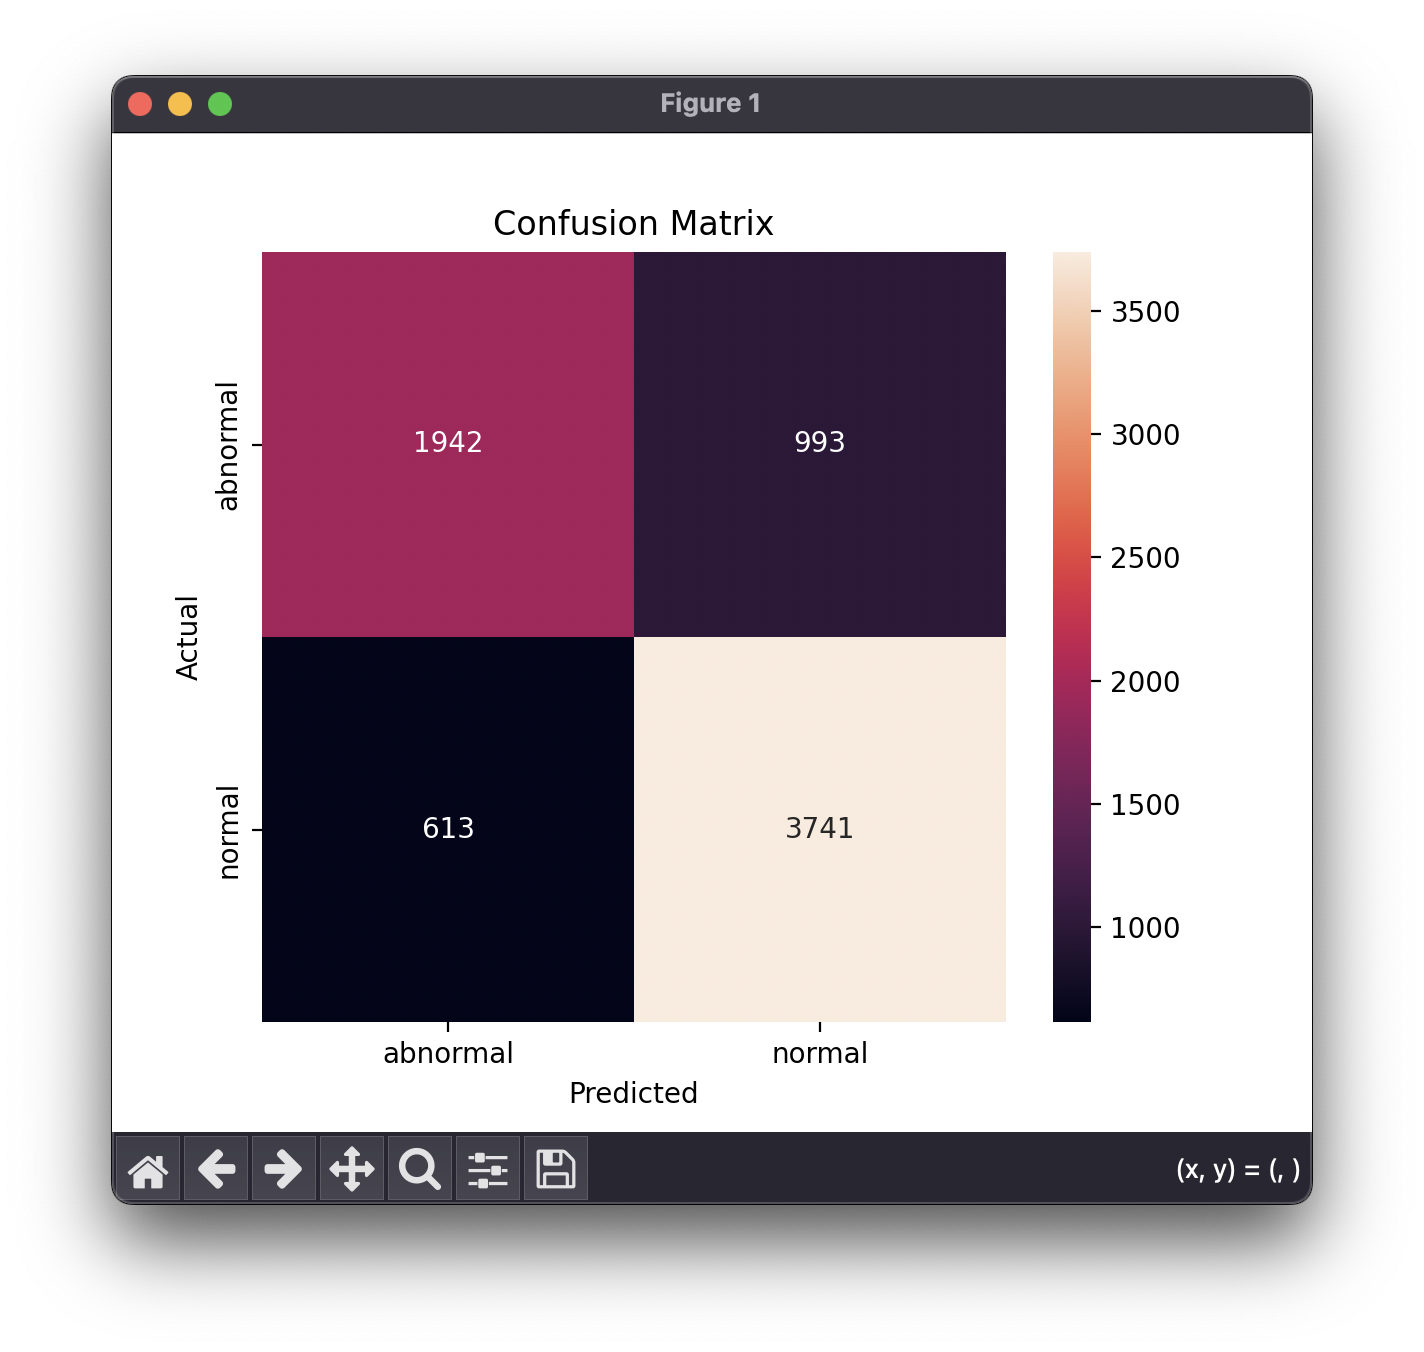 Figure 1
Confusion Matrix
Actual
abnormal
1942
993
normal
613
3741
abnormal
normal
Predicted
3500
3000
2500
2000
1500
1000
(x, y) = (, )